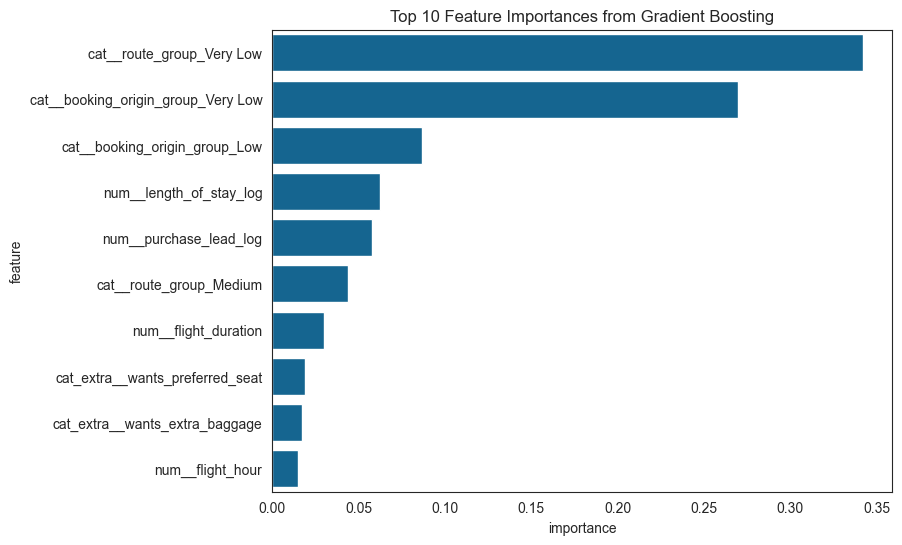 Top 10 Feature Importances from Gradient Boosting
cat__route_group_Very Low
cat__booking_origin_group_Very Low
cat__booking_origin_group_Low
num__length_of_stay_log
num__purchase_lead_log
cat__route_group_Medium
num__flight_duration
cat_extra__wants_preferred_seat
cat_extra__wants_extra_baggage
num__flight_hour
feature
0.00 0.05 0.10 0.15 0.20 0.25 0.30 0.35
importance